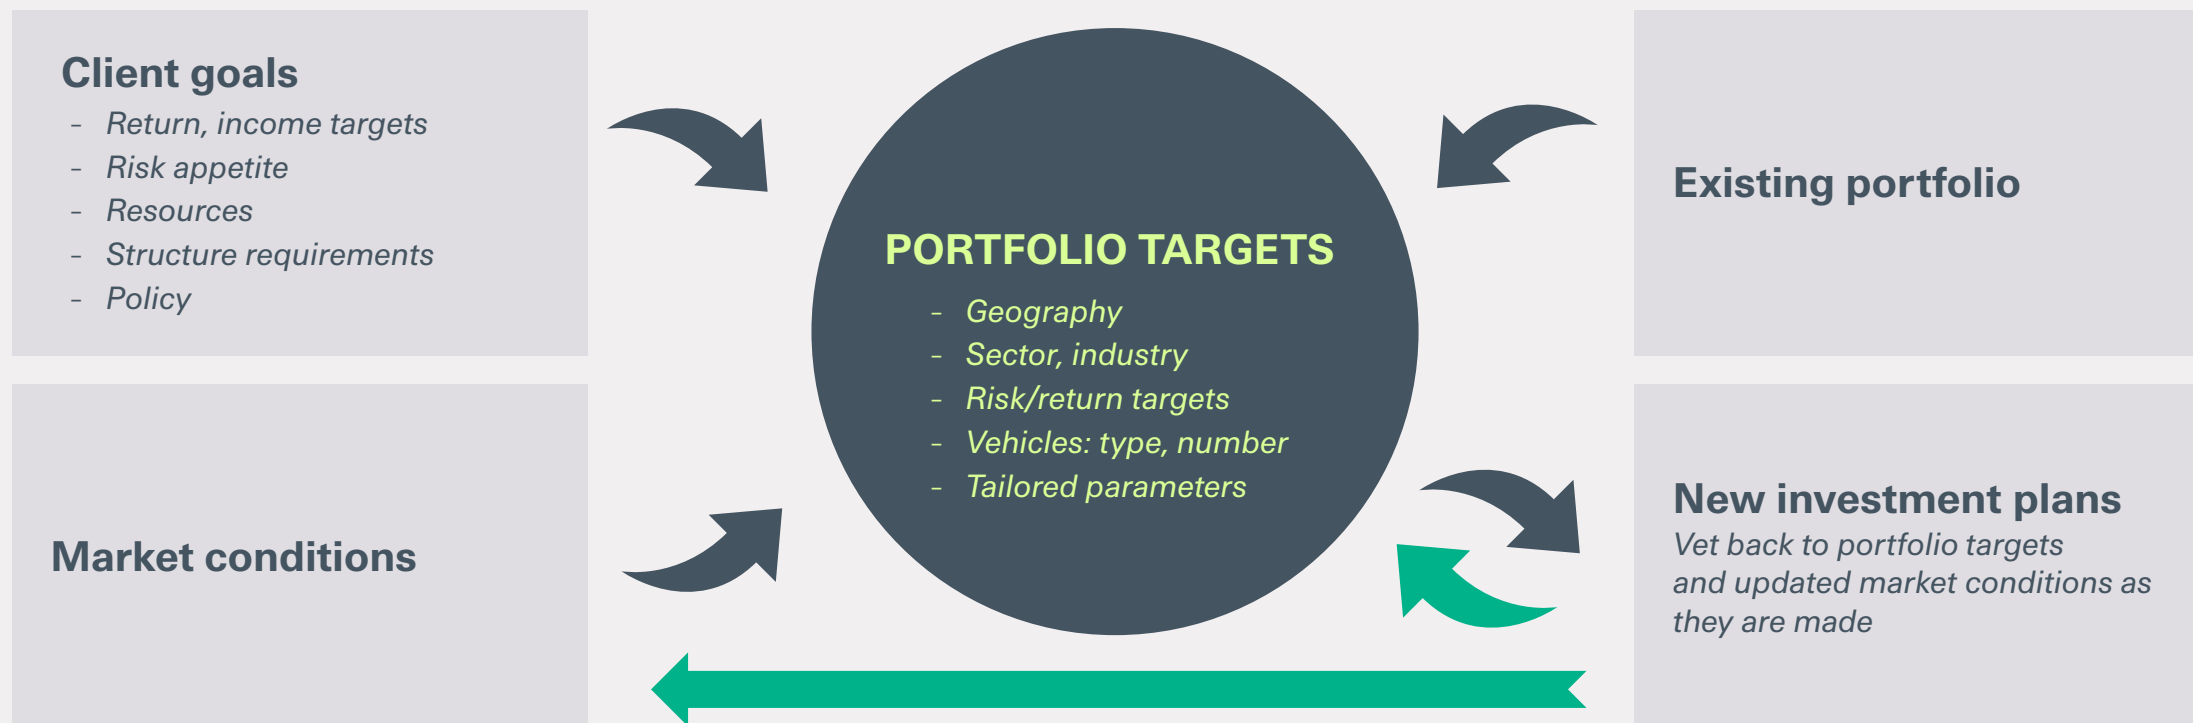 Client goals
- Return, income targets
- Risk appetite
- Resources
- Structure requirements
- Policy
Market conditions
PORTFOLIO TARGETS
- Geography
- Sector, industry
- Risk/return targets
- Vehicles: type, number
- Tailored parameters
Existing portfolio
New investment plans
Vet back to portfolio targets
and updated market conditions as
they are made